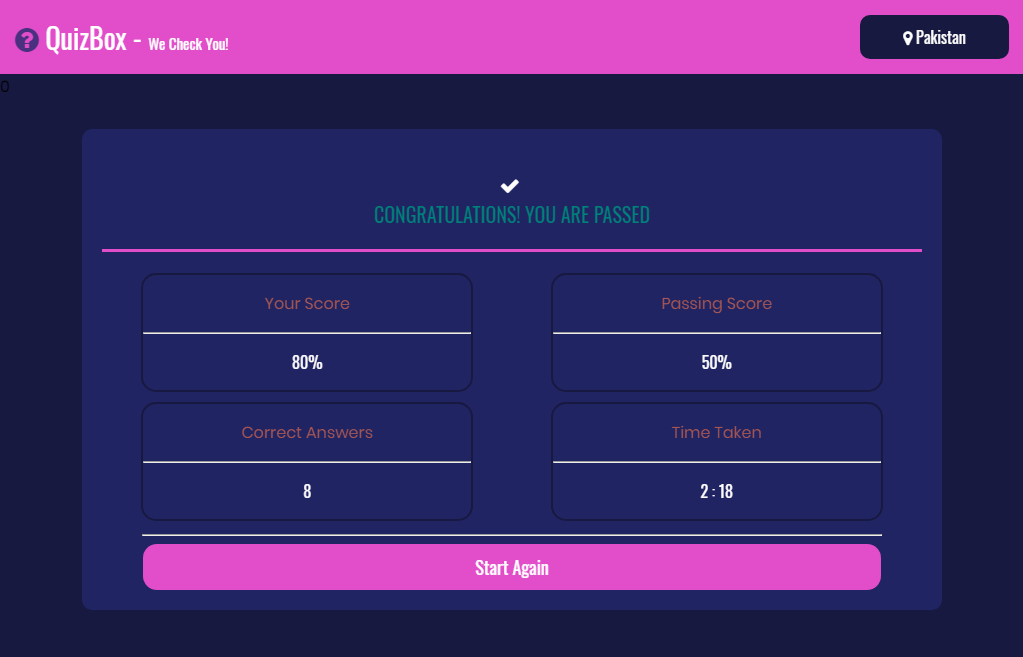 QuizBox - We Check You!
Pakistan
0
CONGRATULATIONS! YOU ARE PASSED
Your Score
Passing Score
80%
50%
Correct Answers
Time Taken
8
2 : 18
Start Again